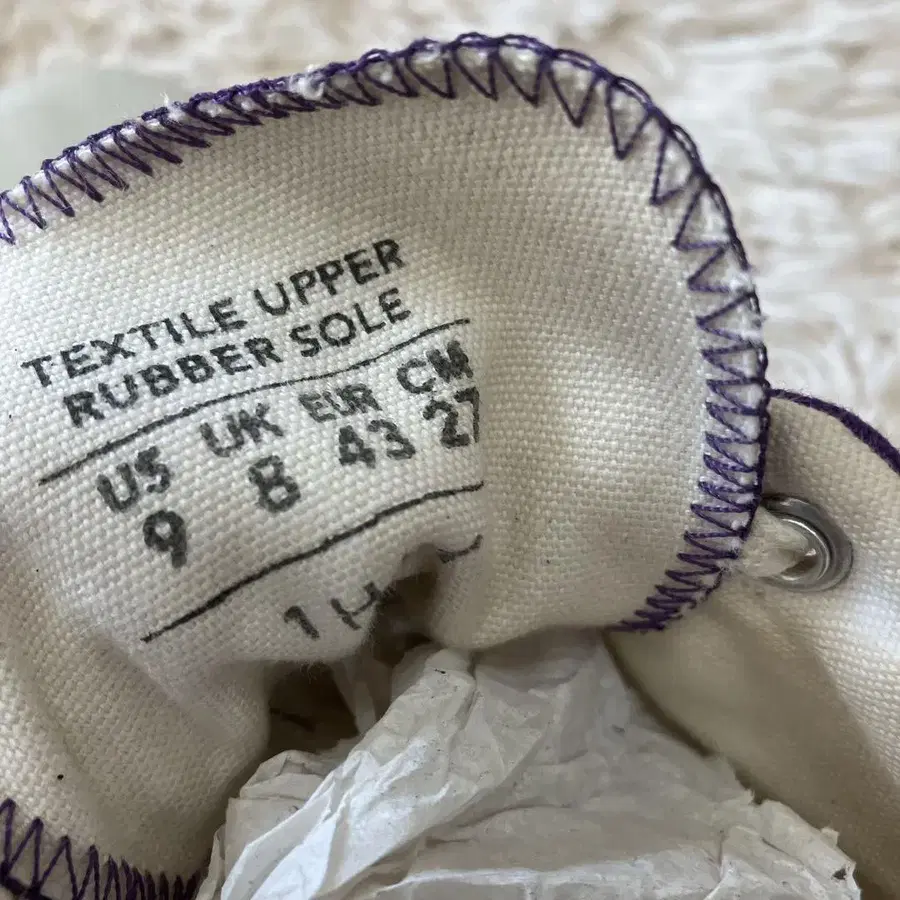 TEXTILE UPPER
RUBBER SOLE
US UK EUR CM
9 8 43 27